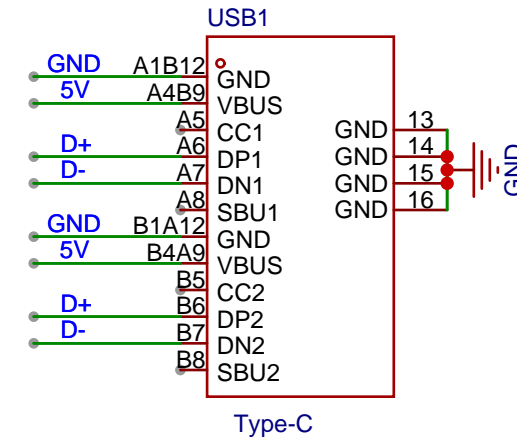 USB1
GND A1B12 GND
5V A4B9 VBUS
A5 CC1 GND 13
D+ A6 DP1 GND 14
D- A7 DN1 GND 15
A8 SBU1 GND 16
GND
GND B1A12 GND
5V B4A9 VBUS
B5 CC2
D+ B6 DP2
D- B7 DN2
B8 SBU2
Type-C